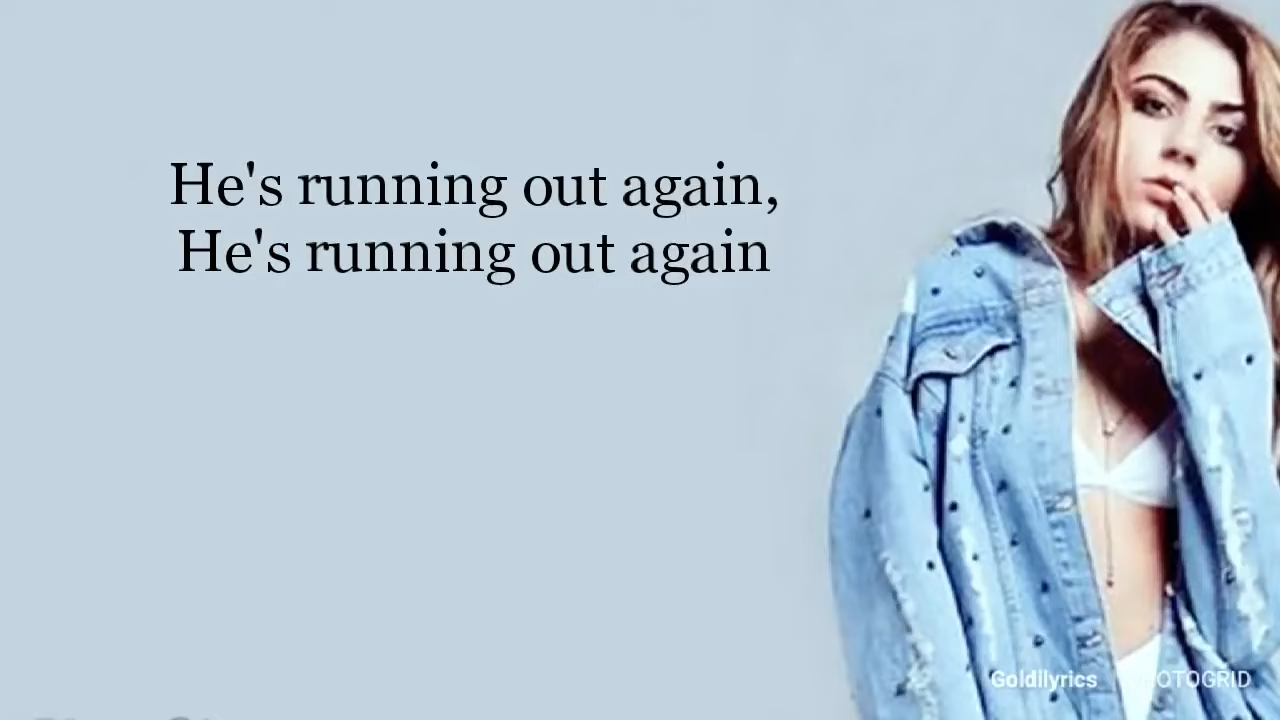 He's running out again,
He's running out again
Goldilyrics